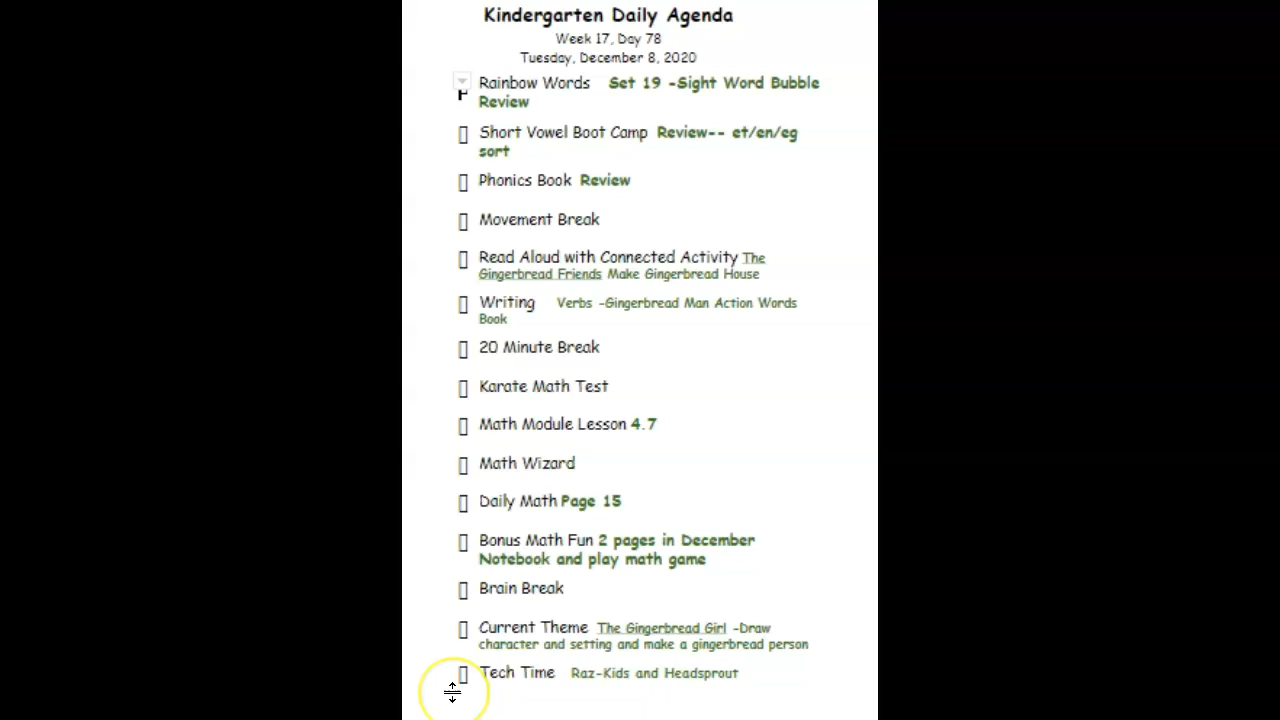 Kindergarten Daily Agenda
Week 17, Day 78
Tuesday, December 8, 2020
Rainbow Words Set 19 -Sight Word Bubble
Review
Short Vowel Boot Camp Review-- et/en/eg
sort
Phonics Book Review
Movement Break
Read Aloud with Connected Activity The
Gingerbread Friends Make Gingerbread House
Writing Verbs -Gingerbread Man Action Words
Book
20 Minute Break
Karate Math Test
Math Module Lesson 4.7
Math Wizard
Daily Math Page 15
Bonus Math Fun 2 pages in December
Notebook and play math game
Brain Break
Current Theme The Gingerbread Girl -Draw
character and setting and make a gingerbread person
Tech Time Raz-Kids and Headsprout